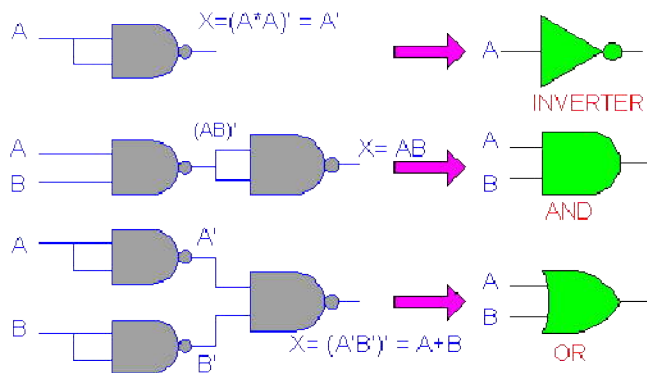 A
X=(A*A)' = A'
A
INVERTER
(AB)'
A
B
X= AB
A
B
AND
A
A'
B
B'
X= (A'B')' = A+B
A
B
OR